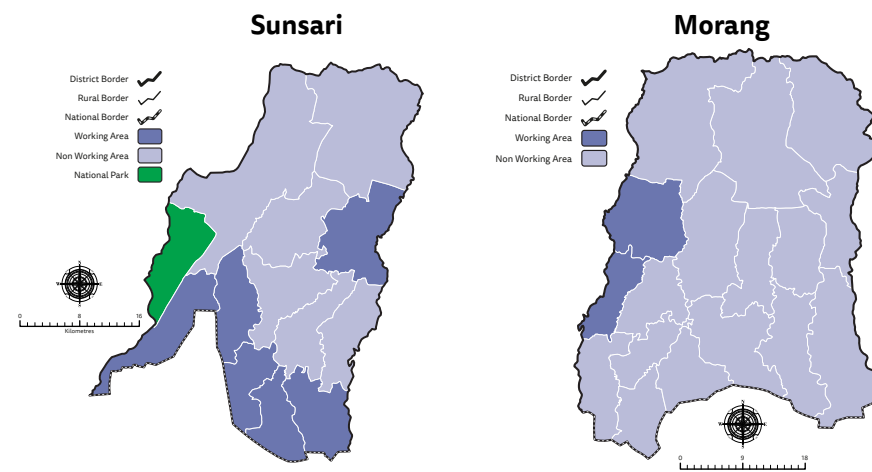 Sunsari
District Border
Rural Border
National Border
Working Area
Non Working Area
National Park
0 8 16
Kilometres
Morang
District Border
Rural Border
National Border
Working Area
Non Working Area
0 9 18